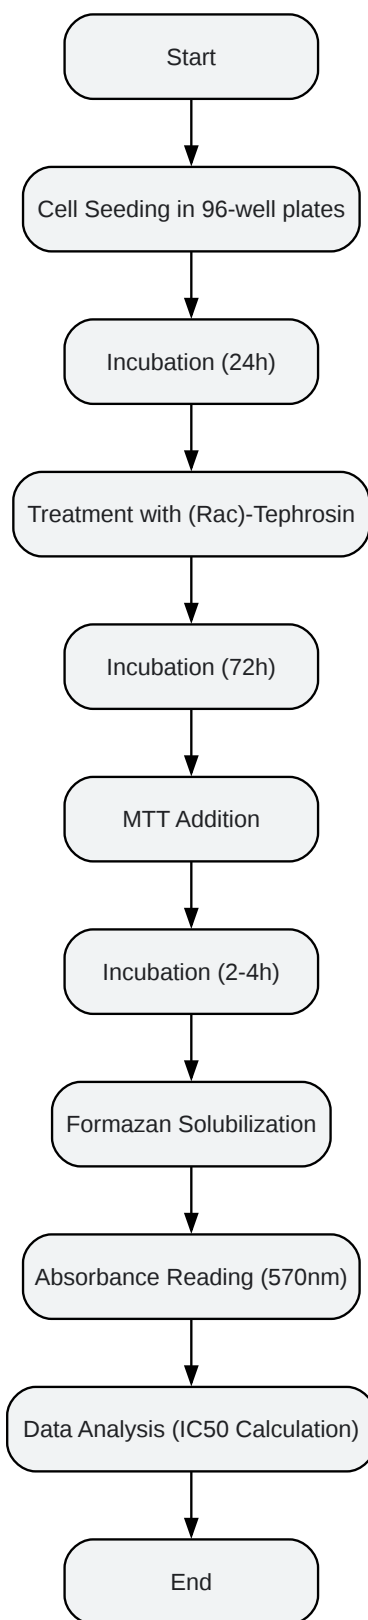 Start
Cell Seeding in 96-well plates
Incubation (24h)
Treatment with (Rac)-Tephrosin
Incubation (72h)
MTT Addition
Incubation (2-4h)
Formazan Solubilization
Absorbance Reading (570nm)
Data Analysis (IC50 Calculation)
End